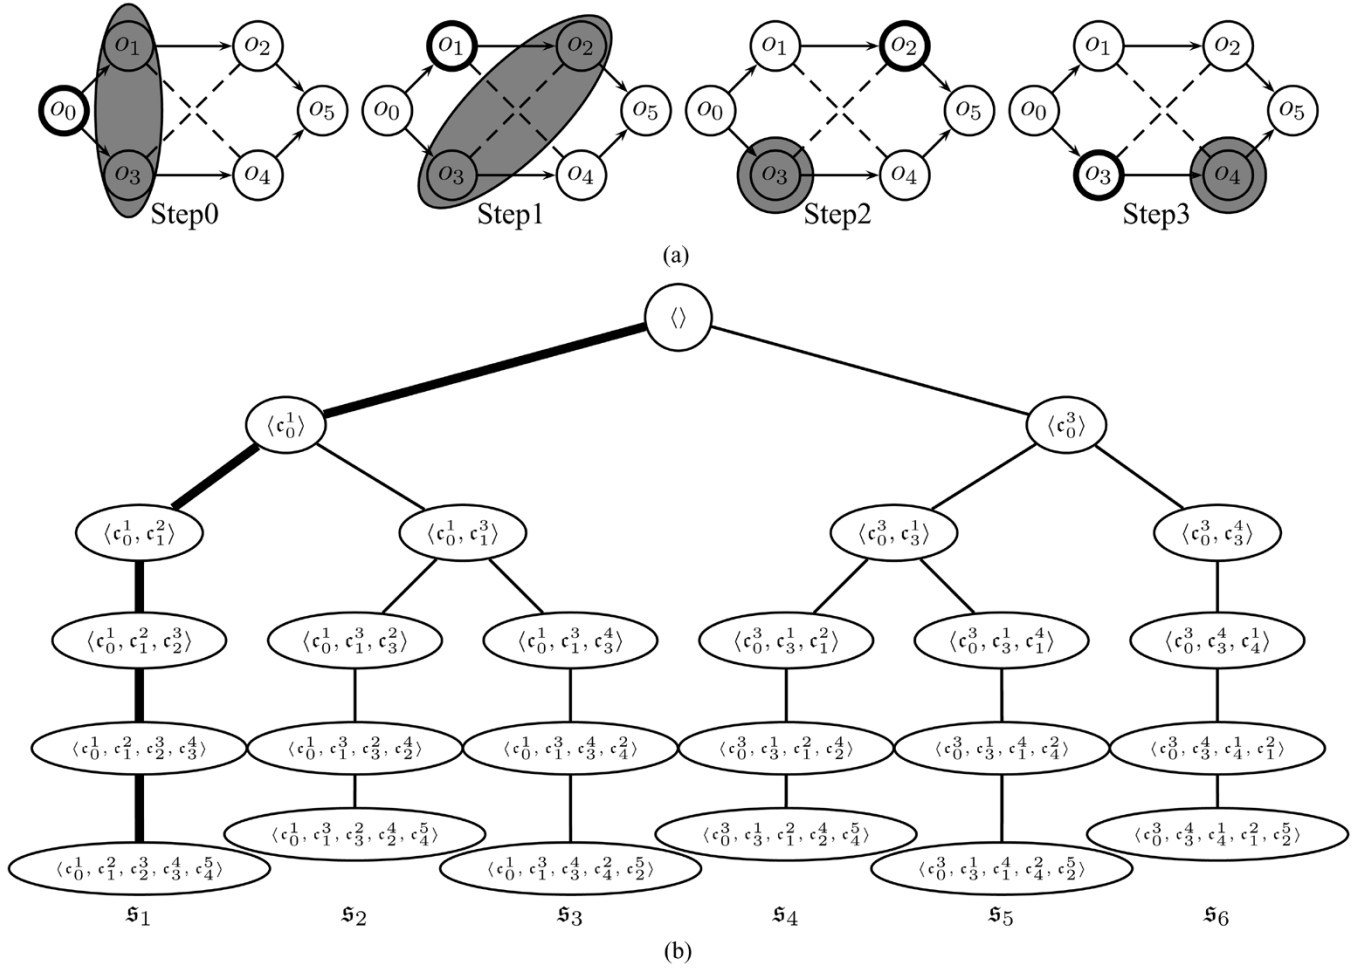 o₁ o₂ o₁ o₂ o₁ o₂ o₁ o₂
o₀ o₅ o₀ o₅ o₀ o₅ o₀ o₅
o₃ o₄ o₃ o₄ o₃ o₄ o₃ o₄
Step0 Step1 Step2 Step3
(a)
⟨⟩
⟨𝔠₀¹⟩ ⟨𝔠₀³⟩
⟨𝔠₀¹, 𝔠₁²⟩ ⟨𝔠₀¹, 𝔠₁³⟩ ⟨𝔠₀³, 𝔠₃¹⟩ ⟨𝔠₀³, 𝔠₃⁴⟩
⟨𝔠₀¹, 𝔠₁², 𝔠₂³⟩ ⟨𝔠₀¹, 𝔠₁³, 𝔠₃²⟩ ⟨𝔠₀¹, 𝔠₁³, 𝔠₃⁴⟩ ⟨𝔠₀³, 𝔠₃¹, 𝔠₁²⟩ ⟨𝔠₀³, 𝔠₃¹, 𝔠₁⁴⟩ ⟨𝔠₀³, 𝔠₃⁴, 𝔠₄¹⟩
⟨𝔠₀¹, 𝔠₁², 𝔠₂³, 𝔠₃⁴⟩ ⟨𝔠₀¹, 𝔠₁³, 𝔠₃², 𝔠₂⁴⟩ ⟨𝔠₀¹, 𝔠₁³, 𝔠₃⁴, 𝔠₄²⟩ ⟨𝔠₀³, 𝔠₃¹, 𝔠₁², 𝔠₂⁴⟩ ⟨𝔠₀³, 𝔠₃¹, 𝔠₁⁴, 𝔠₄²⟩ ⟨𝔠₀³, 𝔠₃⁴, 𝔠₄¹, 𝔠₁²⟩
⟨𝔠₀¹, 𝔠₁³, 𝔠₃², 𝔠₂⁴, 𝔠₄⁵⟩ ⟨𝔠₀³, 𝔠₃¹, 𝔠₁², 𝔠₂⁴, 𝔠₄⁵⟩ ⟨𝔠₀³, 𝔠₃⁴, 𝔠₄¹, 𝔠₁², 𝔠₂⁵⟩
⟨𝔠₀¹, 𝔠₁², 𝔠₂³, 𝔠₃⁴, 𝔠₄⁵⟩ ⟨𝔠₀¹, 𝔠₁³, 𝔠₃⁴, 𝔠₄², 𝔠₂⁵⟩ ⟨𝔠₀³, 𝔠₃¹, 𝔠₁⁴, 𝔠₄², 𝔠₂⁵⟩
𝔰₁ 𝔰₂ 𝔰₃ 𝔰₄ 𝔰₅ 𝔰₆
(b)